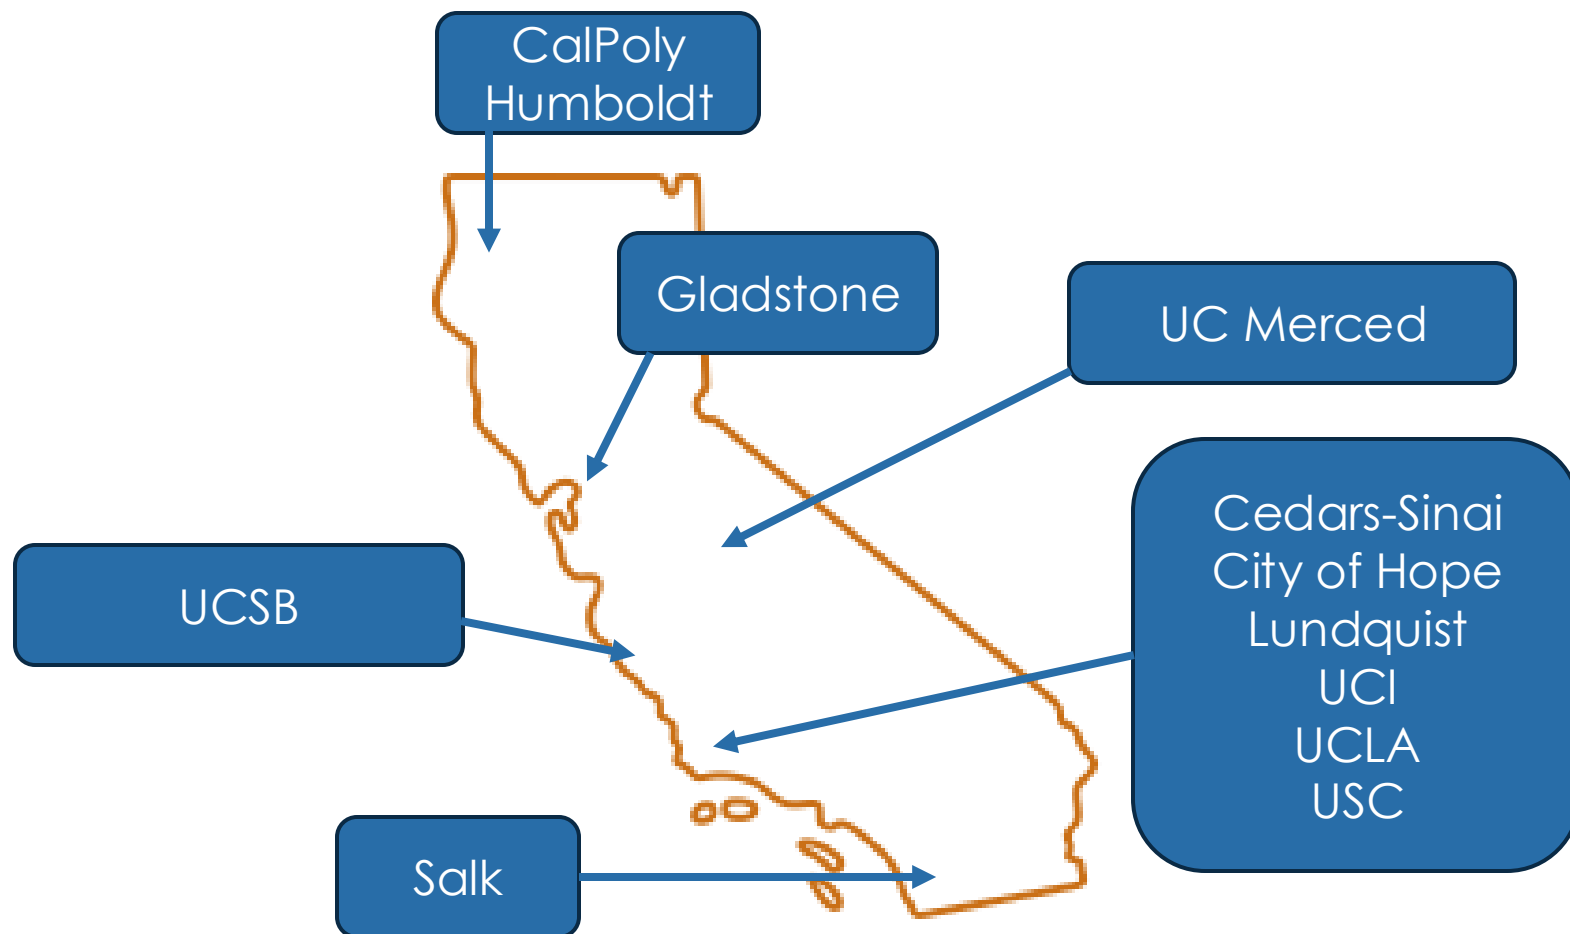 CalPoly
Humboldt
Gladstone
UC Merced
Cedars-Sinai
City of Hope
Lundquist
UCI
UCLA
USC
UCSB
Salk